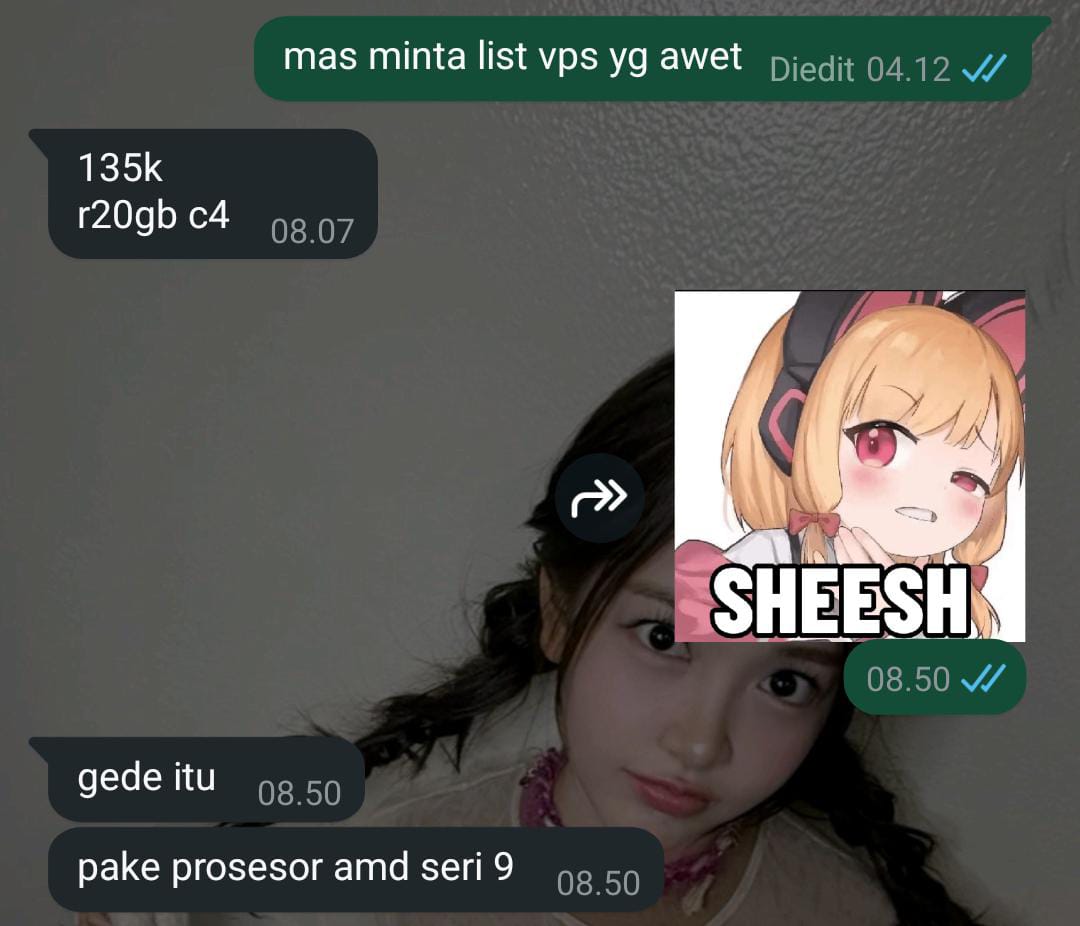 mas minta list vps yg awet Diedit 04.12
135k
r20gb c4 08.07
SHEESH
08.50
gede itu 08.50
pake prosesor amd seri 9 08.50